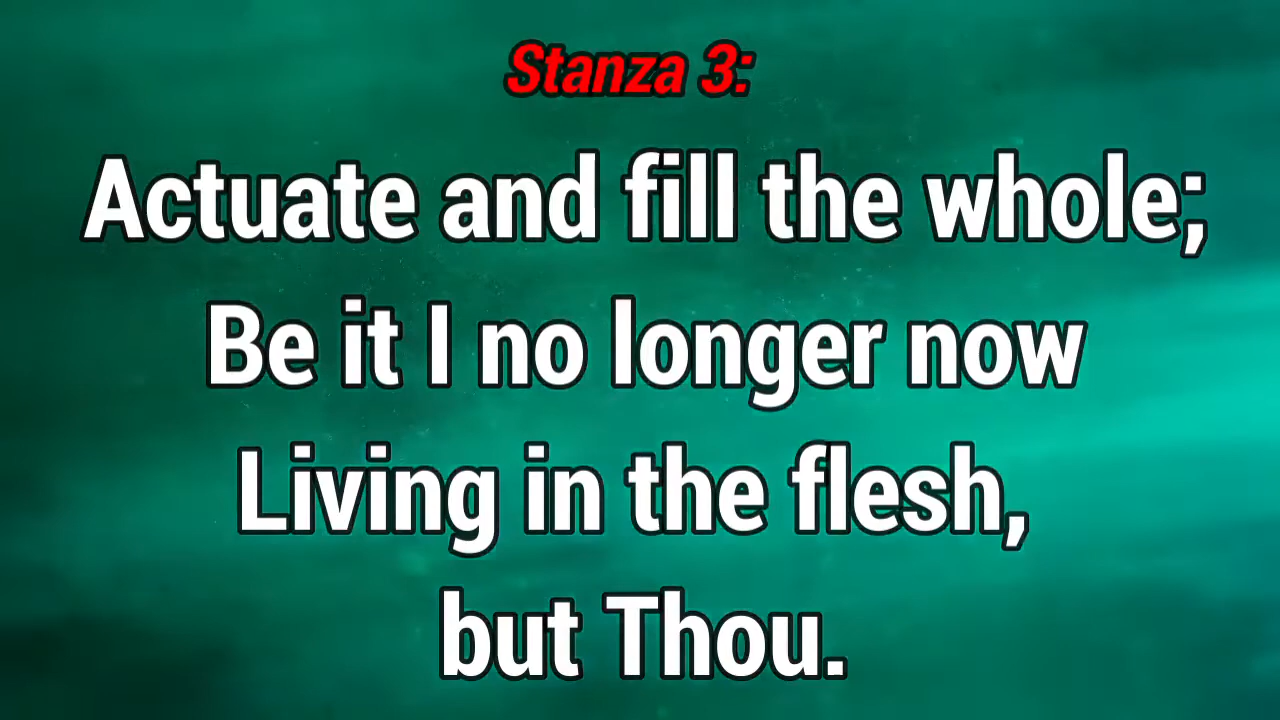 Stanza 3:
Actuate and fill the whole;
Be it I no longer now
Living in the flesh,
but Thou.